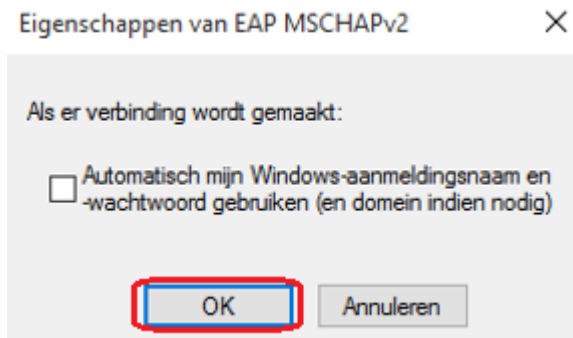 Eigenschappen van EAP MSCHAPv2
Als er verbinding wordt gemaakt:
Automatisch mijn Windows-aanmeldingsnaam en
-wachtwoord gebruiken (en domein indien nodig)
OK Annuleren